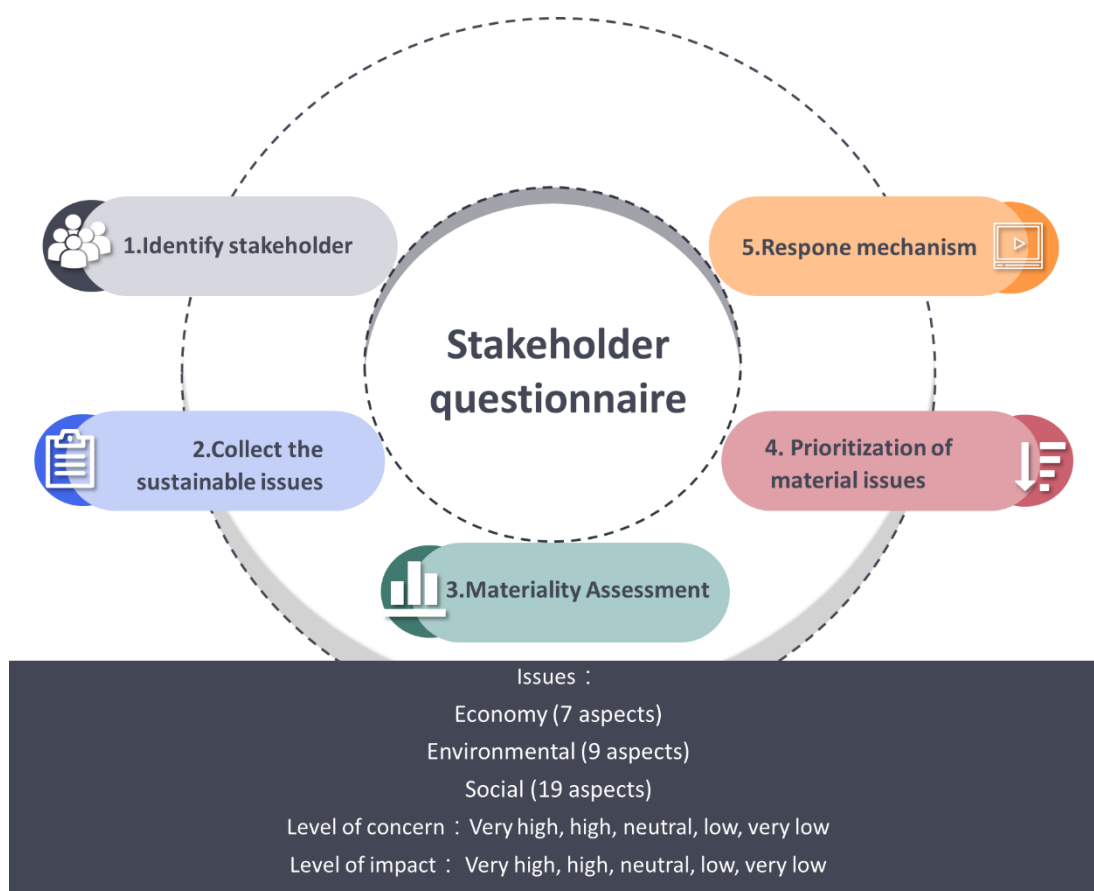 1.Identify stakeholder
2.Collect the
sustainable issues
3.Materiality Assessment
4. Prioritization of
material issues
5.Respone mechanism
Stakeholder
questionnaire
Issues：
Economy (7 aspects)
Environmental (9 aspects)
Social (19 aspects)
Level of concern：Very high, high, neutral, low, very low
Level of impact： Very high, high, neutral, low, very low